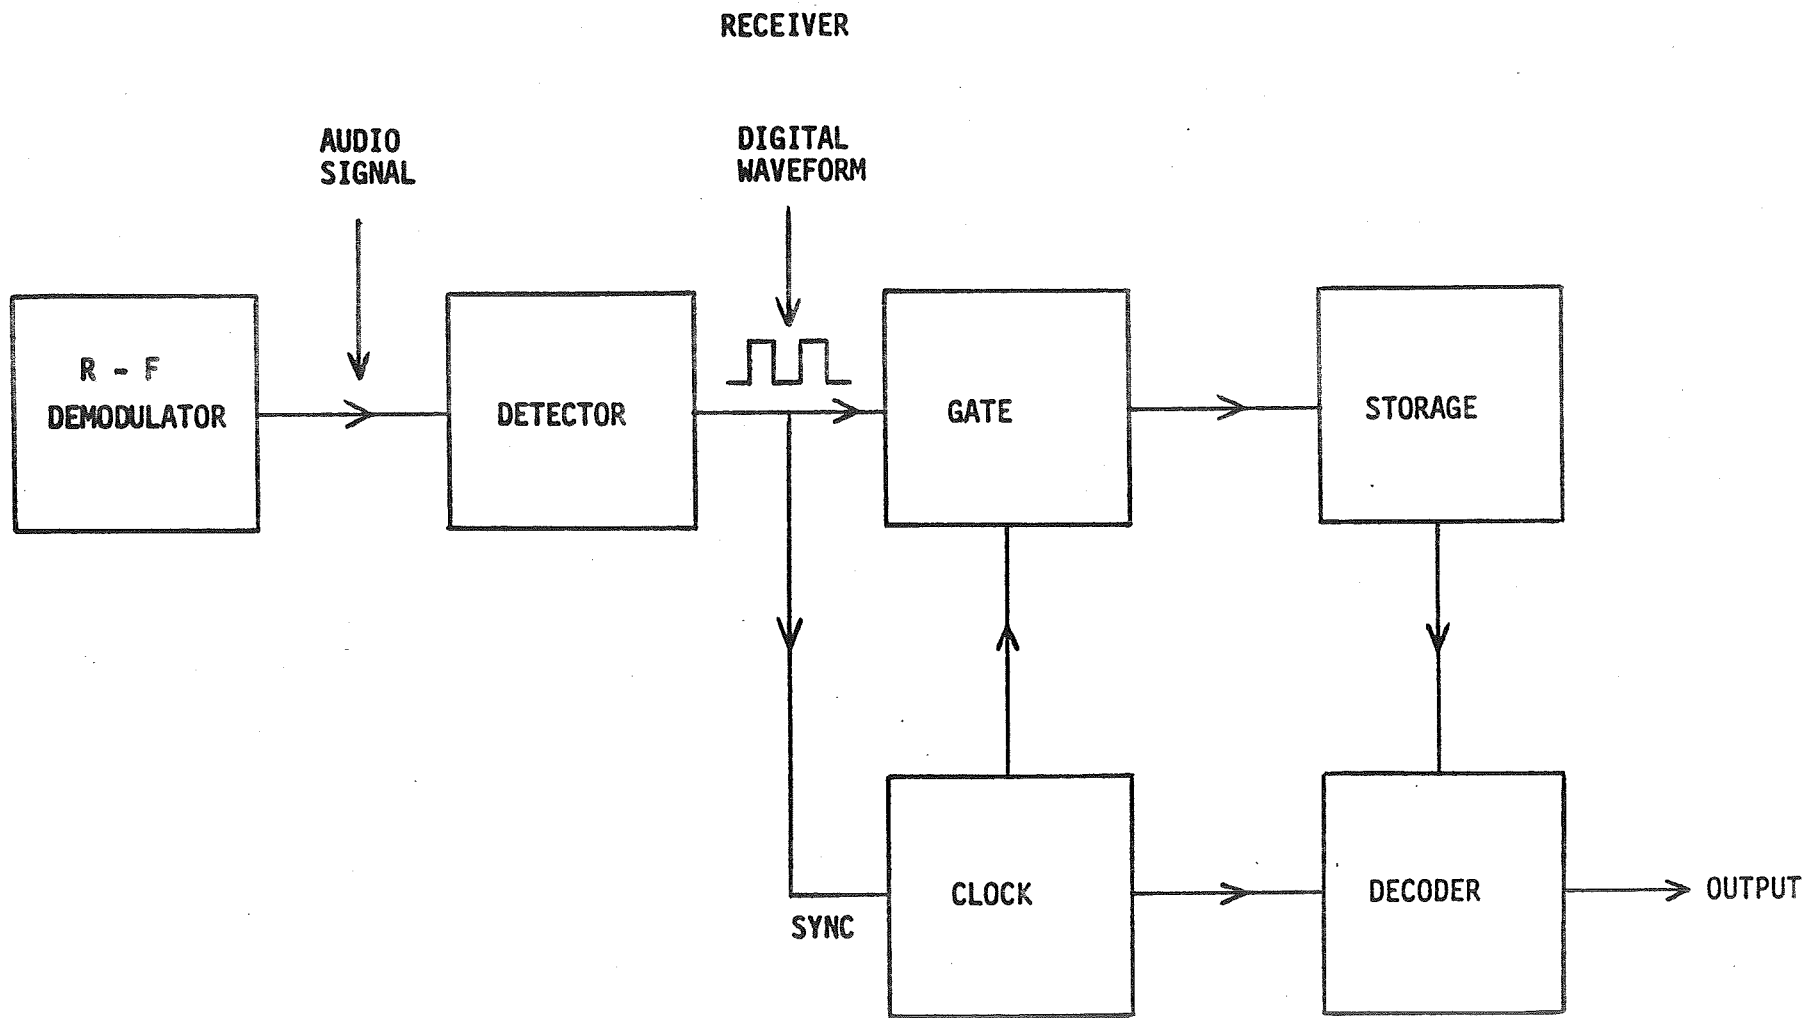 RECEIVER
AUDIO
SIGNAL
DIGITAL
WAVEFORM
R - F
DEMODULATOR
DETECTOR
GATE
STORAGE
SYNC
CLOCK
DECODER
OUTPUT